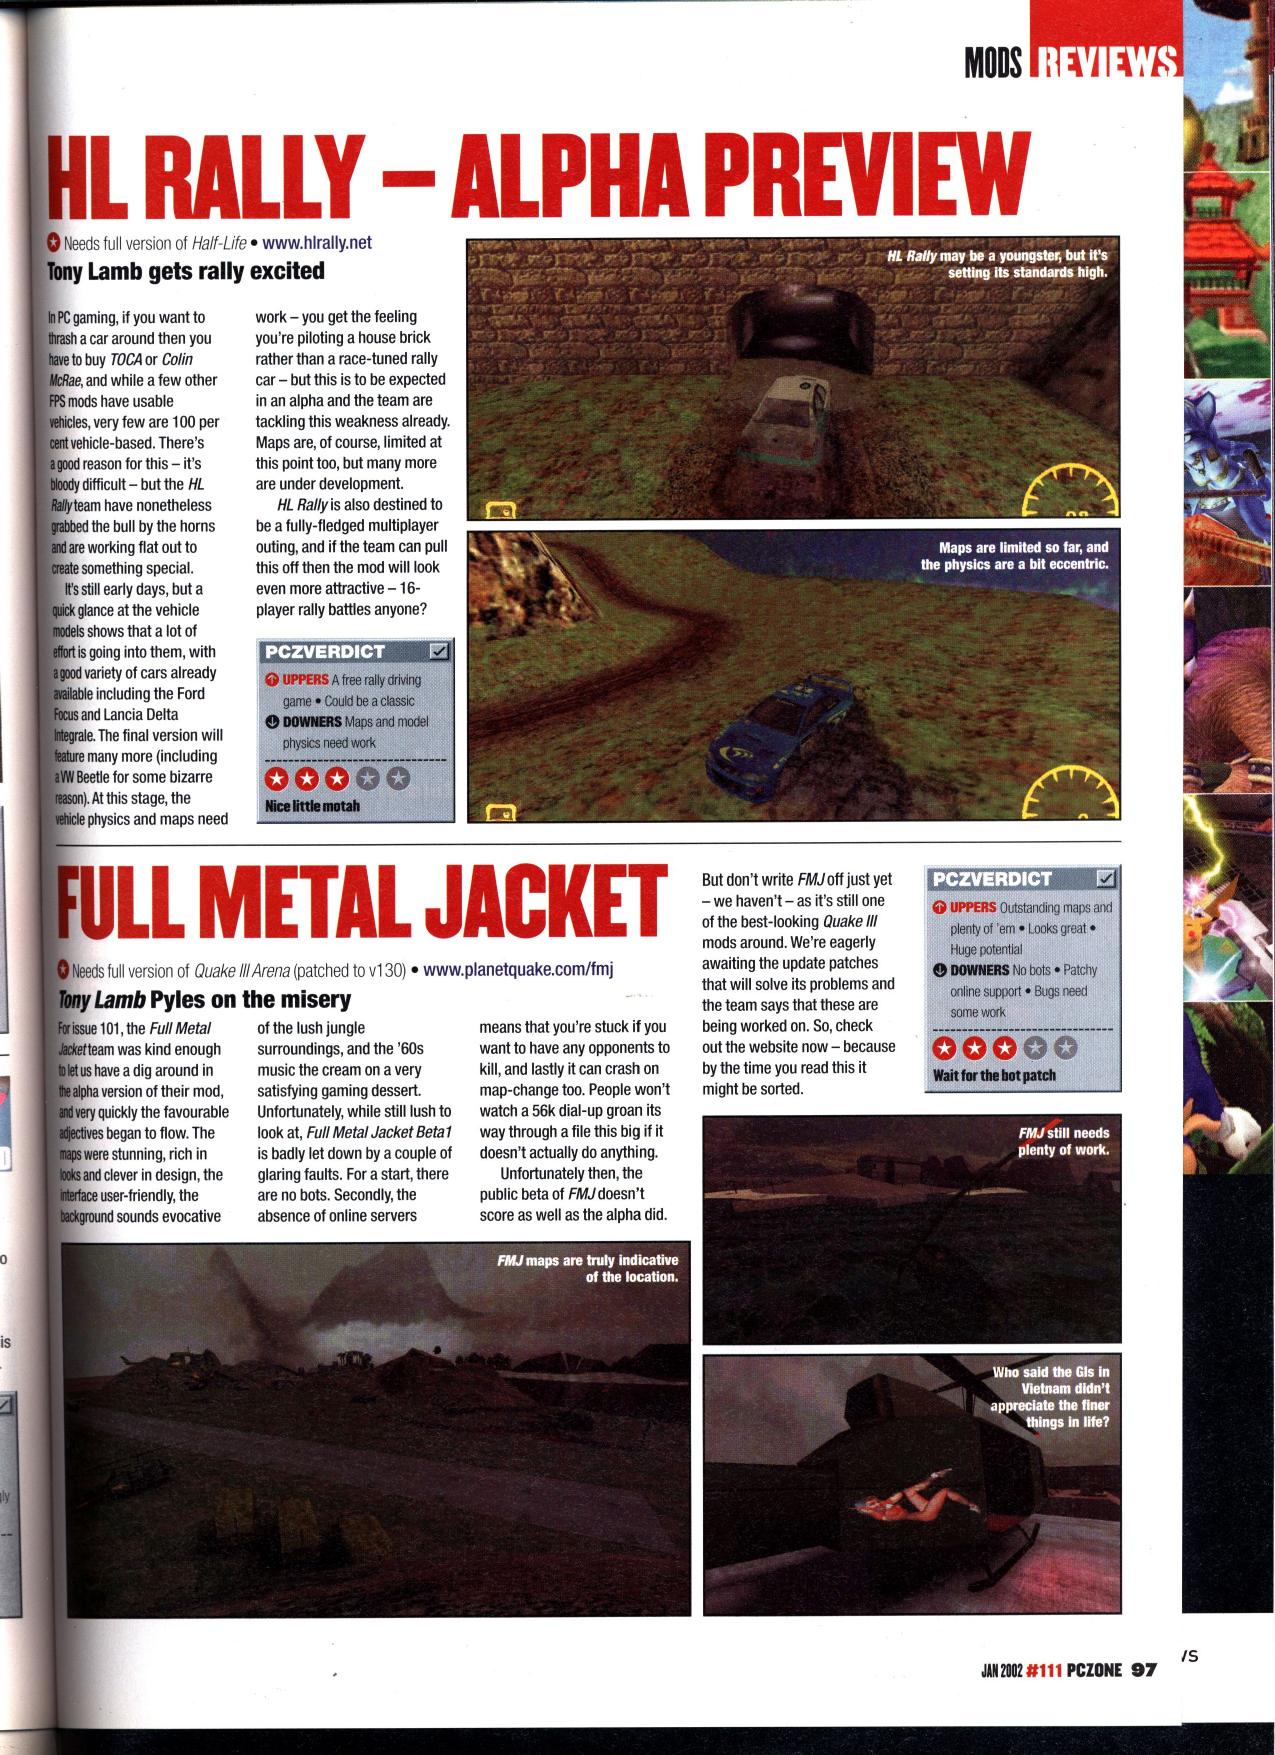 MODS REVIEWS
HL RALLY – ALPHA PREVIEW
Needs full version of Half-Life • www.hlrally.net
Tony Lamb gets rally excited
In PC gaming, if you want to
thrash a car around then you
have to buy TOCA or Colin
McRae, and while a few other
FPS mods have usable
vehicles, very few are 100 per
cent vehicle-based. There's
a good reason for this – it's
bloody difficult – but the HL
Rally team have nonetheless
grabbed the bull by the horns
and are working flat out to
create something special.
It's still early days, but a
quick glance at the vehicle
models shows that a lot of
effort is going into them, with
a good variety of cars already
available including the Ford
Focus and Lancia Delta
Integrale. The final version will
feature many more (including
a VW Beetle for some bizarre
reason). At this stage, the
vehicle physics and maps need
work – you get the feeling
you're piloting a house brick
rather than a race-tuned rally
car – but this is to be expected
in an alpha and the team are
tackling this weakness already.
Maps are, of course, limited at
this point too, but many more
are under development.
HL Rally is also destined to
be a fully-fledged multiplayer
outing, and if the team can pull
this off then the mod will look
even more attractive – 16-
player rally battles anyone?
PCZVERDICT
UPPERS A free rally driving
game • Could be a classic
DOWNERS Maps and model
physics need work
Nice little motah
HL Rally may be a youngster, but it's
setting its standards high.
Maps are limited so far, and
the physics are a bit eccentric.
FULL METAL JACKET
Needs full version of Quake III Arena (patched to v130) • www.planetquake.com/fmj
Tony Lamb Pyles on the misery
For issue 101, the Full Metal
Jacket team was kind enough
to let us have a dig around in
the alpha version of their mod,
and very quickly the favourable
adjectives began to flow. The
maps were stunning, rich in
looks and clever in design, the
interface user-friendly, the
background sounds evocative
of the lush jungle
surroundings, and the '60s
music the cream on a very
satisfying gaming dessert.
Unfortunately, while still lush to
look at, Full Metal Jacket Beta1
is badly let down by a couple of
glaring faults. For a start, there
are no bots. Secondly, the
absence of online servers
means that you're stuck if you
want to have any opponents to
kill, and lastly it can crash on
map-change too. People won't
watch a 56k dial-up groan its
way through a file this big if it
doesn't actually do anything.
Unfortunately then, the
public beta of FMJ doesn't
score as well as the alpha did.
But don't write FMJ off just yet
– we haven't – as it's still one
of the best-looking Quake III
mods around. We're eagerly
awaiting the update patches
that will solve its problems and
the team says that these are
being worked on. So, check
out the website now – because
by the time you read this it
might be sorted.
PCZVERDICT
UPPERS Outstanding maps and
plenty of 'em • Looks great •
Huge potential
DOWNERS No bots • Patchy
online support • Bugs need
some work
Wait for the bot patch
FMJ still needs
plenty of work.
FMJ maps are truly indicative
of the location.
Who said the GIs in
Vietnam didn't
appreciate the finer
things in life?
JAN 2002 #111 PCZONE 97